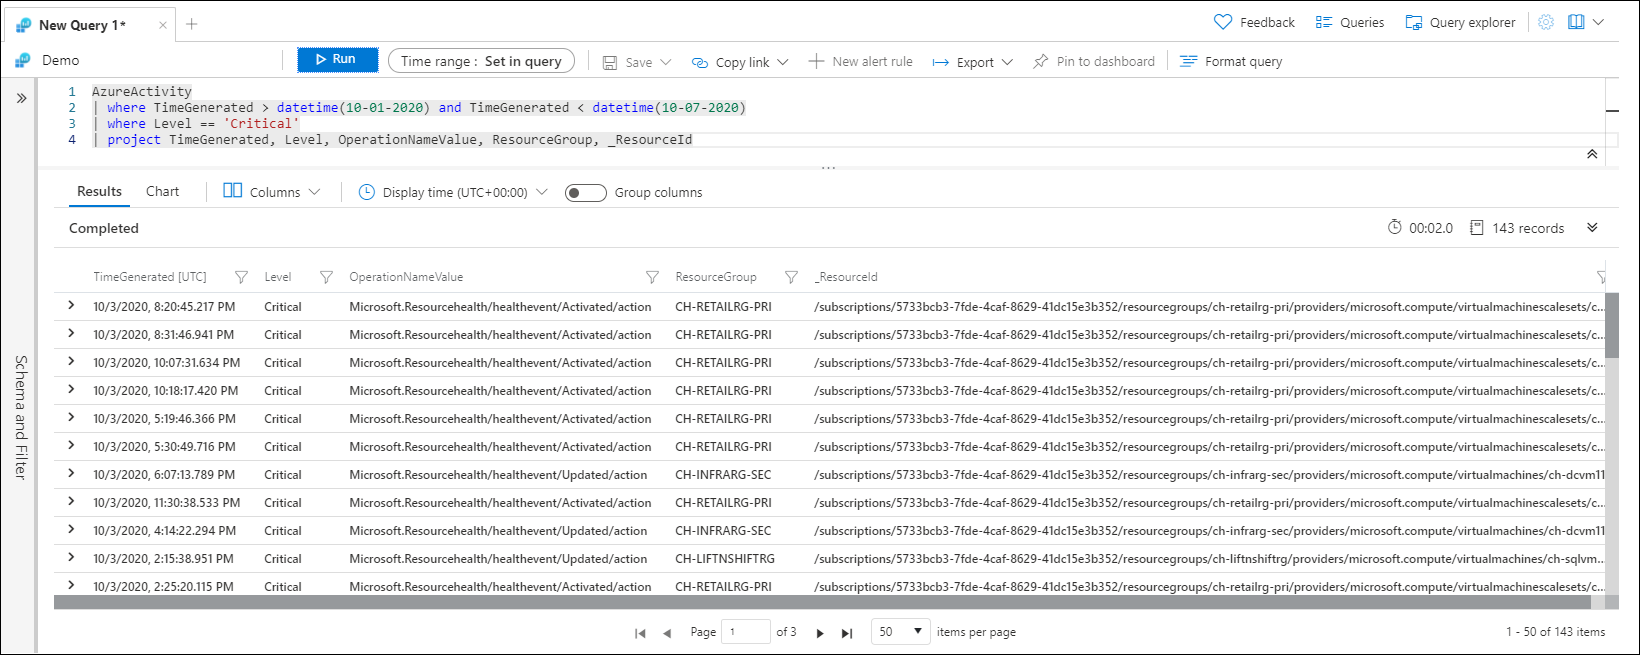 New Query 1*
Feedback Queries Query explorer
Demo Run Time range : Set in query Save Copy link New alert rule Export Pin to dashboard Format query
1 AzureActivity
2 | where TimeGenerated > datetime(10-01-2020) and TimeGenerated < datetime(10-07-2020)
3 | where Level == 'Critical'
4 | project TimeGenerated, Level, OperationNameValue, ResourceGroup, _ResourceId
Schema and Filter
Results Chart Columns Display time (UTC+00:00) Group columns
Completed 00:02.0 143 records
TimeGenerated [UTC] Level OperationNameValue ResourceGroup _ResourceId
10/3/2020, 8:20:45.217 PM Critical Microsoft.Resourcehealth/healthevent/Activated/action CH-RETAILRG-PRI /subscriptions/5733bcb3-7fde-4caf-8629-41dc15e3b352/resourcegroups/ch-retailrg-pri/providers/microsoft.compute/virtualmachinescalesets/c...
10/3/2020, 8:31:46.941 PM Critical Microsoft.Resourcehealth/healthevent/Activated/action CH-RETAILRG-PRI /subscriptions/5733bcb3-7fde-4caf-8629-41dc15e3b352/resourcegroups/ch-retailrg-pri/providers/microsoft.compute/virtualmachinescalesets/c...
10/3/2020, 10:07:31.634 PM Critical Microsoft.Resourcehealth/healthevent/Activated/action CH-RETAILRG-PRI /subscriptions/5733bcb3-7fde-4caf-8629-41dc15e3b352/resourcegroups/ch-retailrg-pri/providers/microsoft.compute/virtualmachinescalesets/c...
10/3/2020, 10:18:17.420 PM Critical Microsoft.Resourcehealth/healthevent/Activated/action CH-RETAILRG-PRI /subscriptions/5733bcb3-7fde-4caf-8629-41dc15e3b352/resourcegroups/ch-retailrg-pri/providers/microsoft.compute/virtualmachinescalesets/c...
10/3/2020, 5:19:46.366 PM Critical Microsoft.Resourcehealth/healthevent/Activated/action CH-RETAILRG-PRI /subscriptions/5733bcb3-7fde-4caf-8629-41dc15e3b352/resourcegroups/ch-retailrg-pri/providers/microsoft.compute/virtualmachinescalesets/c...
10/3/2020, 5:30:49.716 PM Critical Microsoft.Resourcehealth/healthevent/Activated/action CH-RETAILRG-PRI /subscriptions/5733bcb3-7fde-4caf-8629-41dc15e3b352/resourcegroups/ch-retailrg-pri/providers/microsoft.compute/virtualmachinescalesets/c...
10/3/2020, 6:07:13.789 PM Critical Microsoft.Resourcehealth/healthevent/Updated/action CH-INFRARG-SEC /subscriptions/5733bcb3-7fde-4caf-8629-41dc15e3b352/resourcegroups/ch-infrarg-sec/providers/microsoft.compute/virtualmachines/ch-dcvm11
10/3/2020, 11:30:38.533 PM Critical Microsoft.Resourcehealth/healthevent/Activated/action CH-RETAILRG-PRI /subscriptions/5733bcb3-7fde-4caf-8629-41dc15e3b352/resourcegroups/ch-retailrg-pri/providers/microsoft.compute/virtualmachinescalesets/c...
10/3/2020, 4:14:22.294 PM Critical Microsoft.Resourcehealth/healthevent/Updated/action CH-INFRARG-SEC /subscriptions/5733bcb3-7fde-4caf-8629-41dc15e3b352/resourcegroups/ch-infrarg-sec/providers/microsoft.compute/virtualmachines/ch-dcvm11
10/3/2020, 2:15:38.951 PM Critical Microsoft.Resourcehealth/healthevent/Updated/action CH-LIFTNSHIFTRG /subscriptions/5733bcb3-7fde-4caf-8629-41dc15e3b352/resourcegroups/ch-liftnshiftrg/providers/microsoft.compute/virtualmachines/ch-sqlvm...
10/3/2020, 2:25:20.115 PM Critical Microsoft.Resourcehealth/healthevent/Activated/action CH-RETAILRG-PRI /subscriptions/5733bcb3-7fde-4caf-8629-41dc15e3b352/resourcegroups/ch-retailrg-pri/providers/microsoft.compute/virtualmachinescalesets/c...
Page 1 of 3 50 items per page 1 - 50 of 143 items